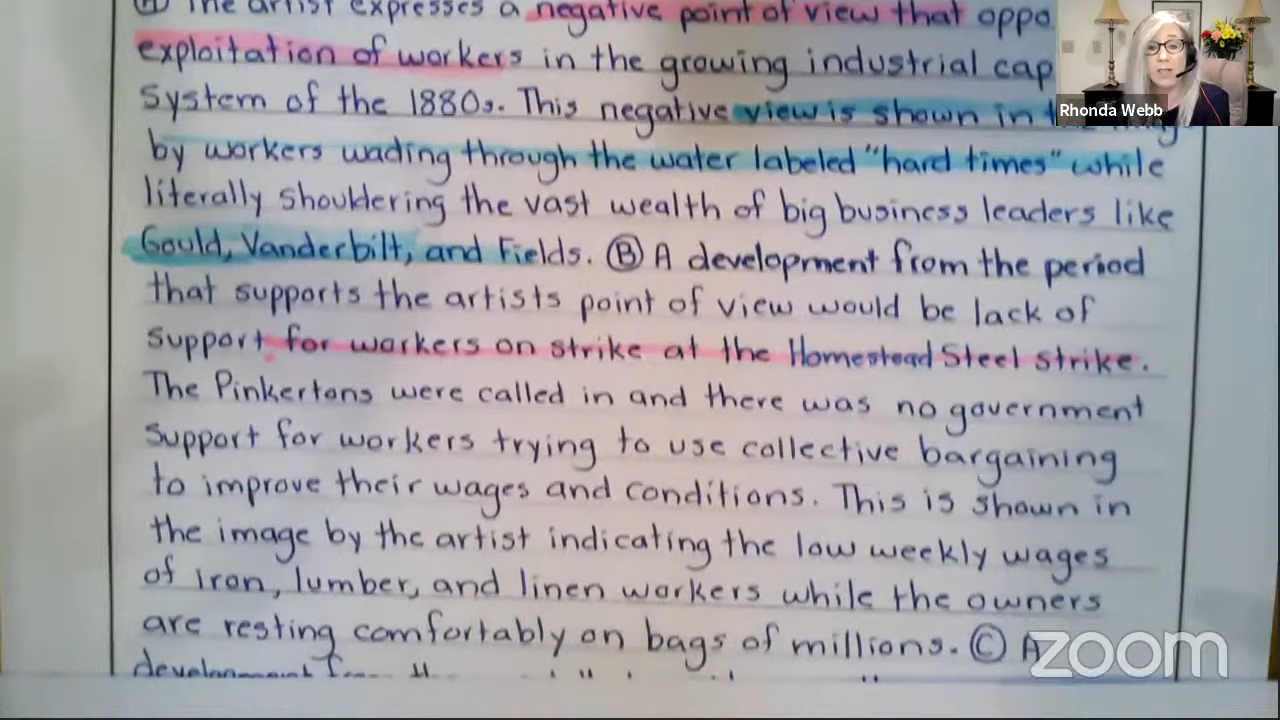 The artist expresses a negative point of view that oppo
exploitation of workers in the growing industrial cap
System of the 1880s. This negative view is shown in
by workers wading through the water labeled "hard times" while
literally shouldering the vast wealth of big business leaders like
Gould, Vanderbilt, and Fields. Ⓑ A development from the period
that supports the artists point of view would be lack of
support for workers on strike at the Homestead Steel strike.
The Pinkertons were called in and there was no government
support for workers trying to use collective bargaining
to improve their wages and conditions. This is shown in
the image by the artist indicating the low weekly wages
of iron, lumber, and linen workers while the owners
are resting comfortably on bags of millions. Ⓒ A
Rhonda Webb
zoom